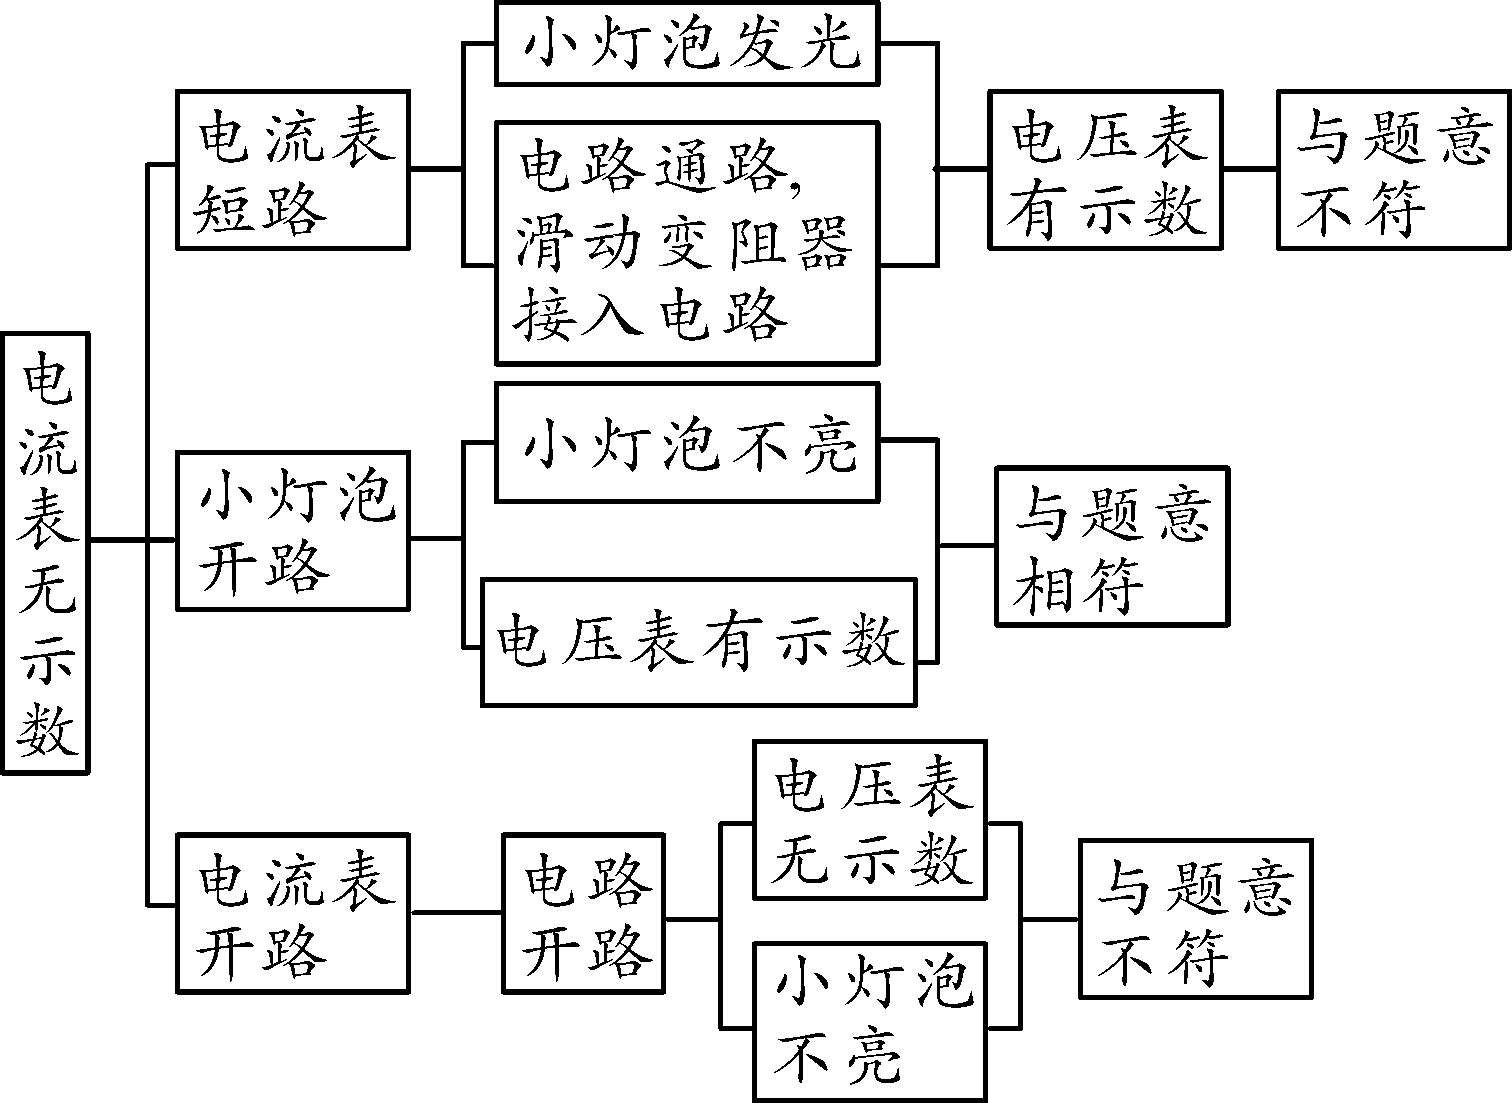 电流表无示数
电流表
短路
小灯泡发光
电路通路,
滑动变阻器
接入电路
电压表
有示数
与题意
不符
小灯泡
开路
小灯泡不亮
电压表有示数
与题意
相符
电流表
开路
电路
开路
电压表
无示数
小灯泡
不亮
与题意
不符